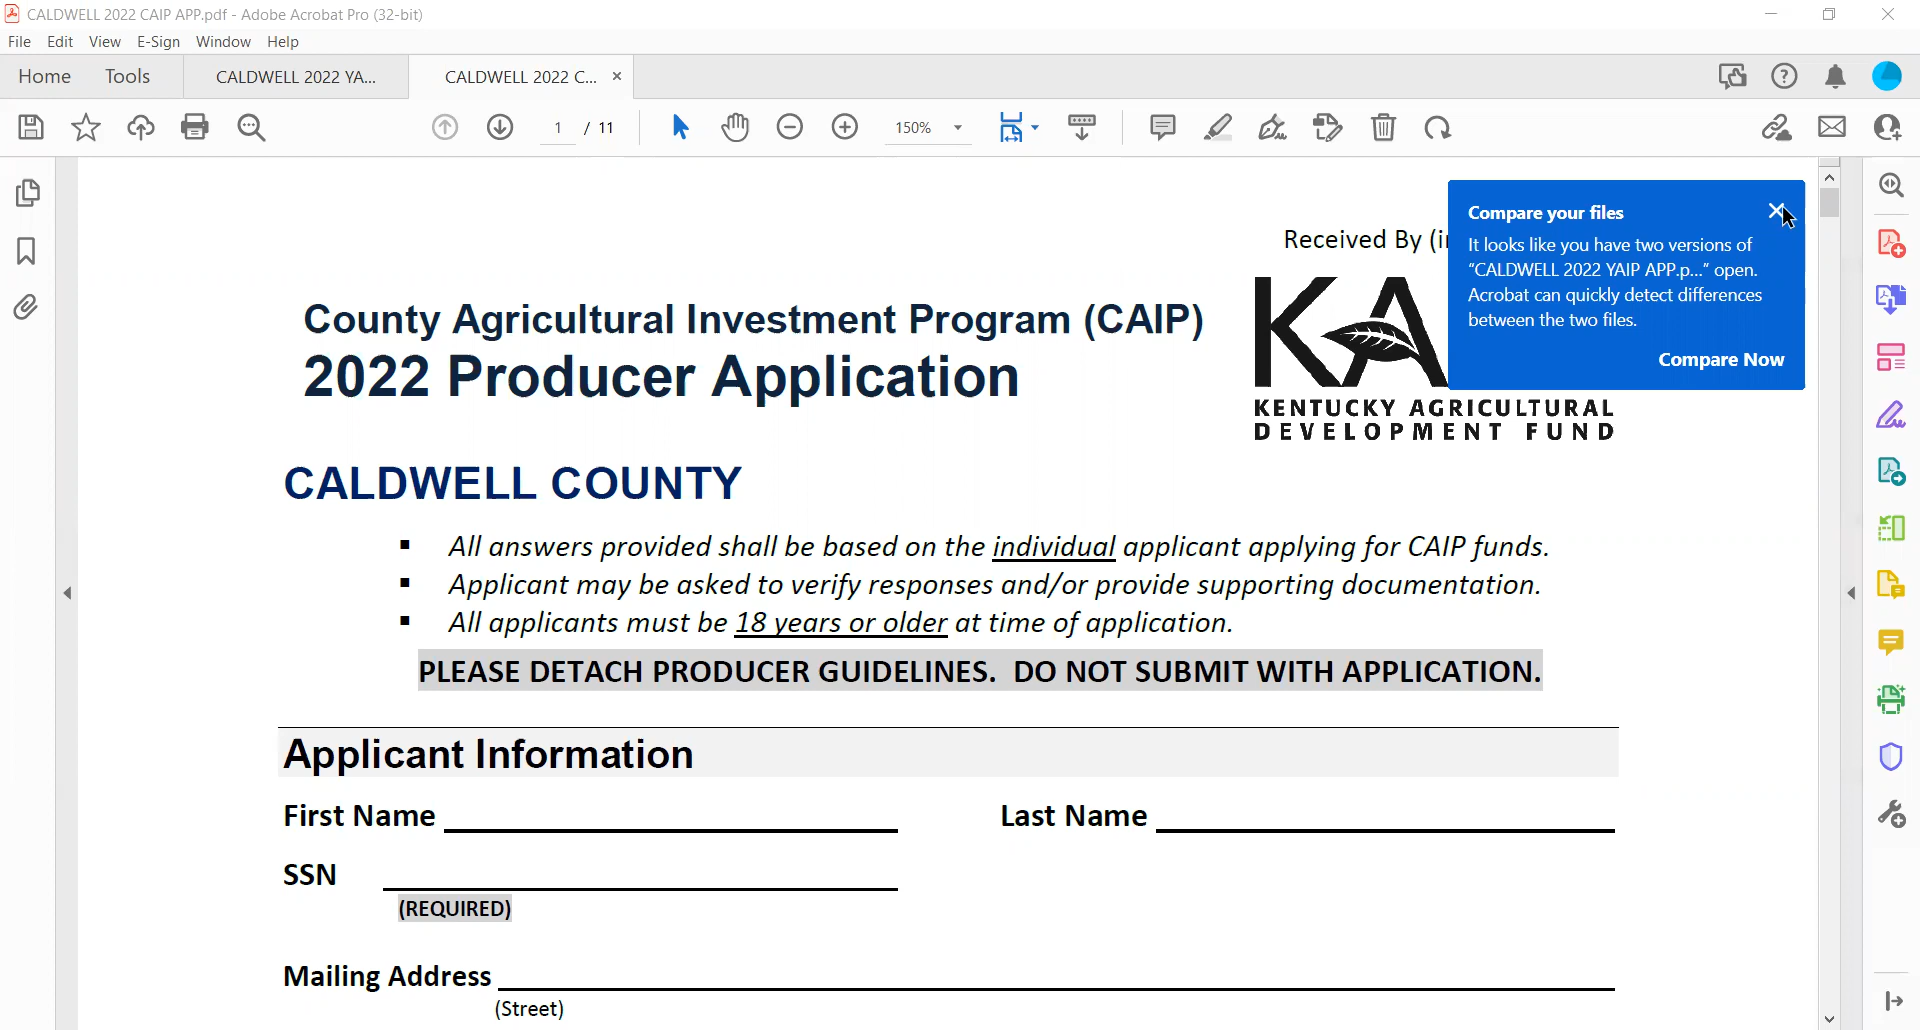 CALDWELL 2022 CAIP APP.pdf - Adobe Acrobat Pro (32-bit)
File Edit View E-Sign Window Help
Home Tools CALDWELL 2022 YA... CALDWELL 2022 C...
1 / 11 150%
Compare your files
It looks like you have two versions of
"CALDWELL 2022 YAIP APP.p..." open.
Acrobat can quickly detect differences
between the two files.
Compare Now
Received By
County Agricultural Investment Program (CAIP)
2022 Producer Application
KA
KENTUCKY AGRICULTURAL
DEVELOPMENT FUND
CALDWELL COUNTY
▪ All answers provided shall be based on the individual applicant applying for CAIP funds.
▪ Applicant may be asked to verify responses and/or provide supporting documentation.
▪ All applicants must be 18 years or older at time of application.
PLEASE DETACH PRODUCER GUIDELINES. DO NOT SUBMIT WITH APPLICATION.
Applicant Information
First Name Last Name
SSN
(REQUIRED)
Mailing Address
(Street)